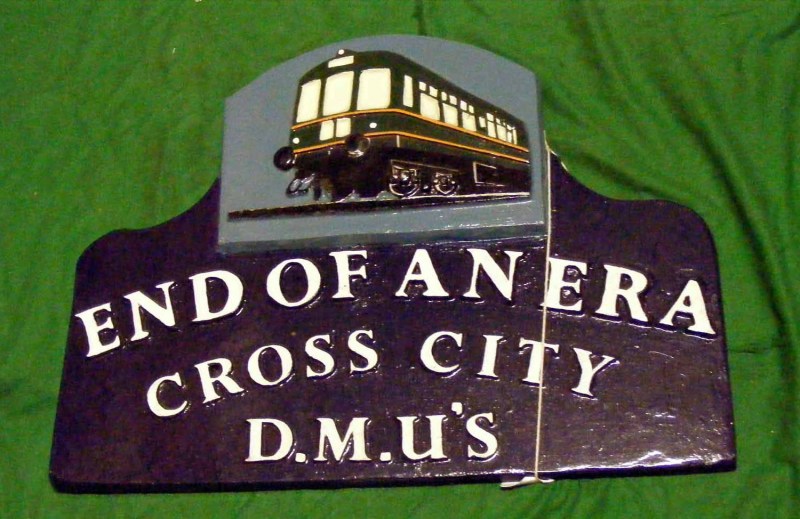 END OF AN ERA
CROSS CITY
D.M.U'S